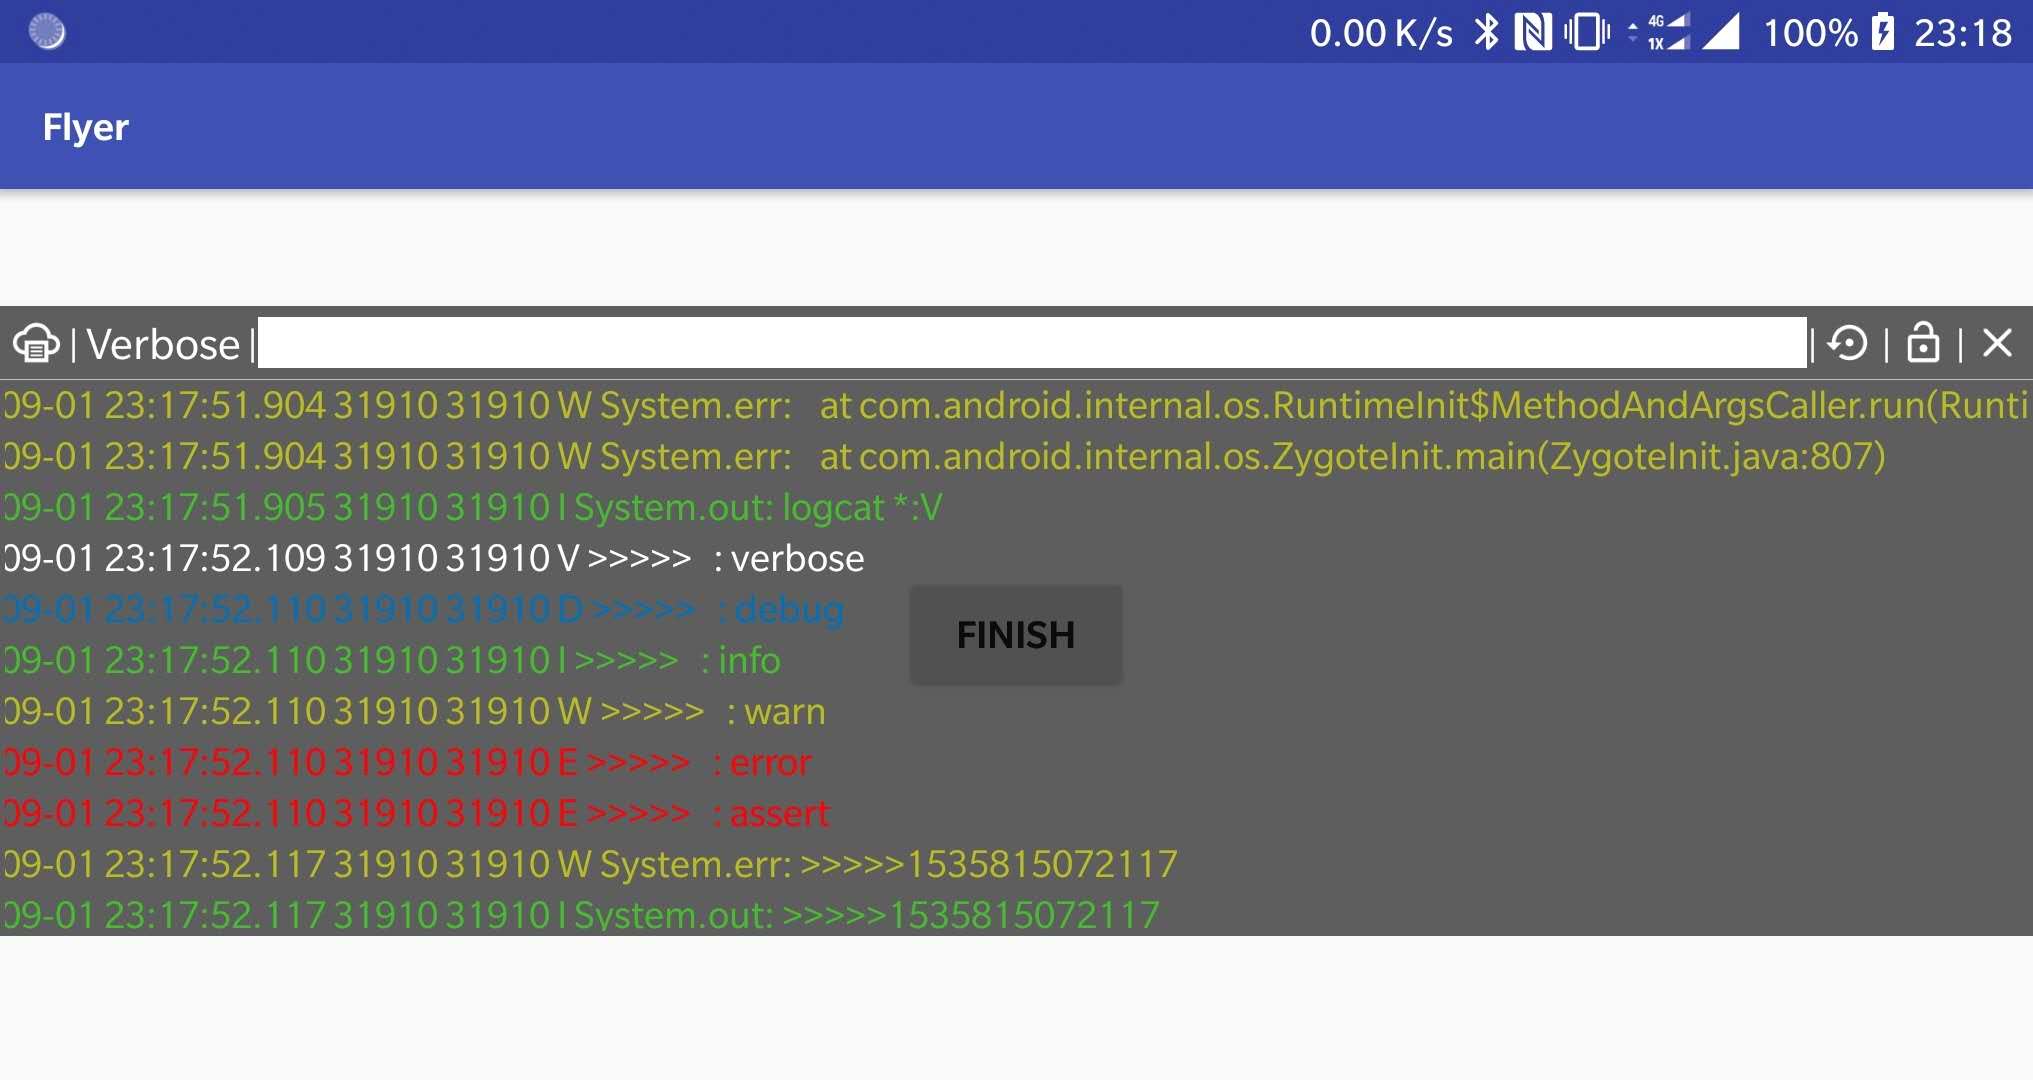 0.00 K/s 4G 1X 100% 23:18
Flyer
| Verbose | | | |
09-01 23:17:51.904 31910 31910 W System.err:   at com.android.internal.os.RuntimeInit$MethodAndArgsCaller.run(Runti
09-01 23:17:51.904 31910 31910 W System.err:   at com.android.internal.os.ZygoteInit.main(ZygoteInit.java:807)
09-01 23:17:51.905 31910 31910 I System.out: logcat *:V
09-01 23:17:52.109 31910 31910 V >>>>>   : verbose
09-01 23:17:52.110 31910 31910 D >>>>>   : debug
FINISH
09-01 23:17:52.110 31910 31910 I >>>>>   : info
09-01 23:17:52.110 31910 31910 W >>>>>   : warn
09-01 23:17:52.110 31910 31910 E >>>>>   : error
09-01 23:17:52.110 31910 31910 E >>>>>   : assert
09-01 23:17:52.117 31910 31910 W System.err: >>>>>1535815072117
09-01 23:17:52.117 31910 31910 I System.out: >>>>>1535815072117